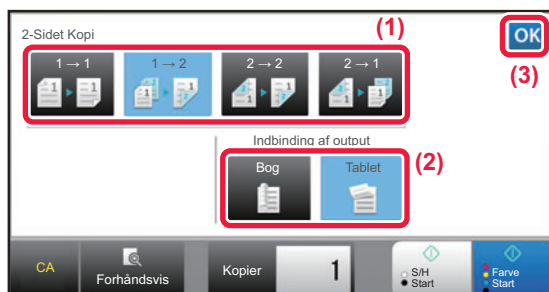 (1)
2-Sidet Kopi
OK
1 → 1
1 → 2
2 → 2
2 → 1
(3)
Indbinding af output
Bog
Tablet
(2)
CA
Forhåndsvis
Kopier
1
S/H
Start
Farve
Start